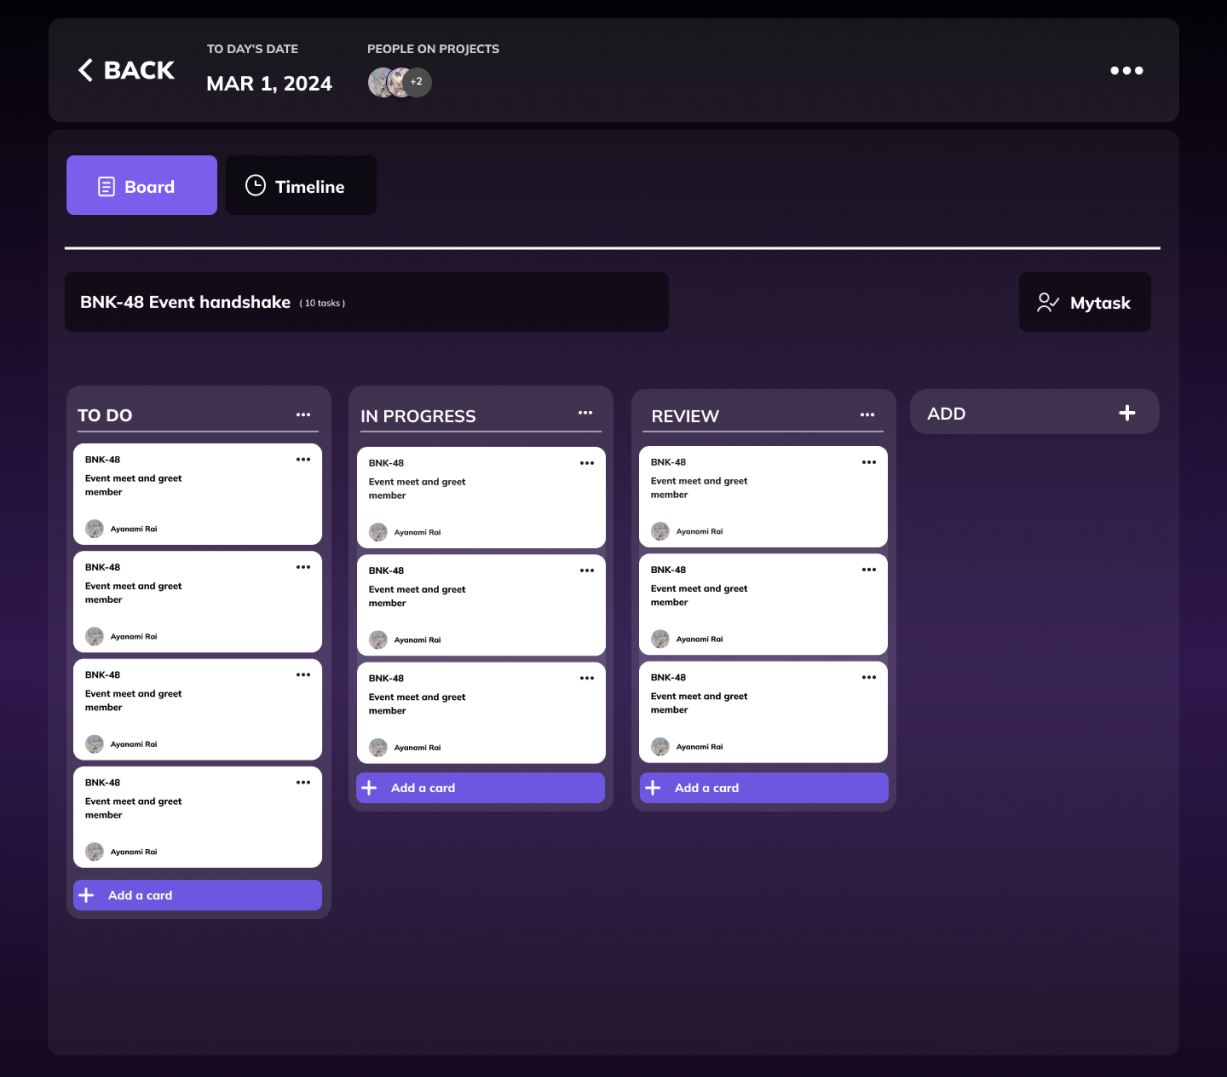 BACK
TO DAY'S DATE
MAR 1, 2024
PEOPLE ON PROJECTS
+2
Board
Timeline
BNK-48 Event handshake ( 10 tasks )
Mytask
TO DO
BNK-48
Event meet and greet
member
Ayanami Rai
BNK-48
Event meet and greet
member
Ayanami Rai
BNK-48
Event meet and greet
member
Ayanami Rai
BNK-48
Event meet and greet
member
Ayanami Rai
Add a card
IN PROGRESS
BNK-48
Event meet and greet
member
Ayanami Rai
BNK-48
Event meet and greet
member
Ayanami Rai
BNK-48
Event meet and greet
member
Ayanami Rai
Add a card
REVIEW
BNK-48
Event meet and greet
member
Ayanami Rai
BNK-48
Event meet and greet
member
Ayanami Rai
BNK-48
Event meet and greet
member
Ayanami Rai
Add a card
ADD